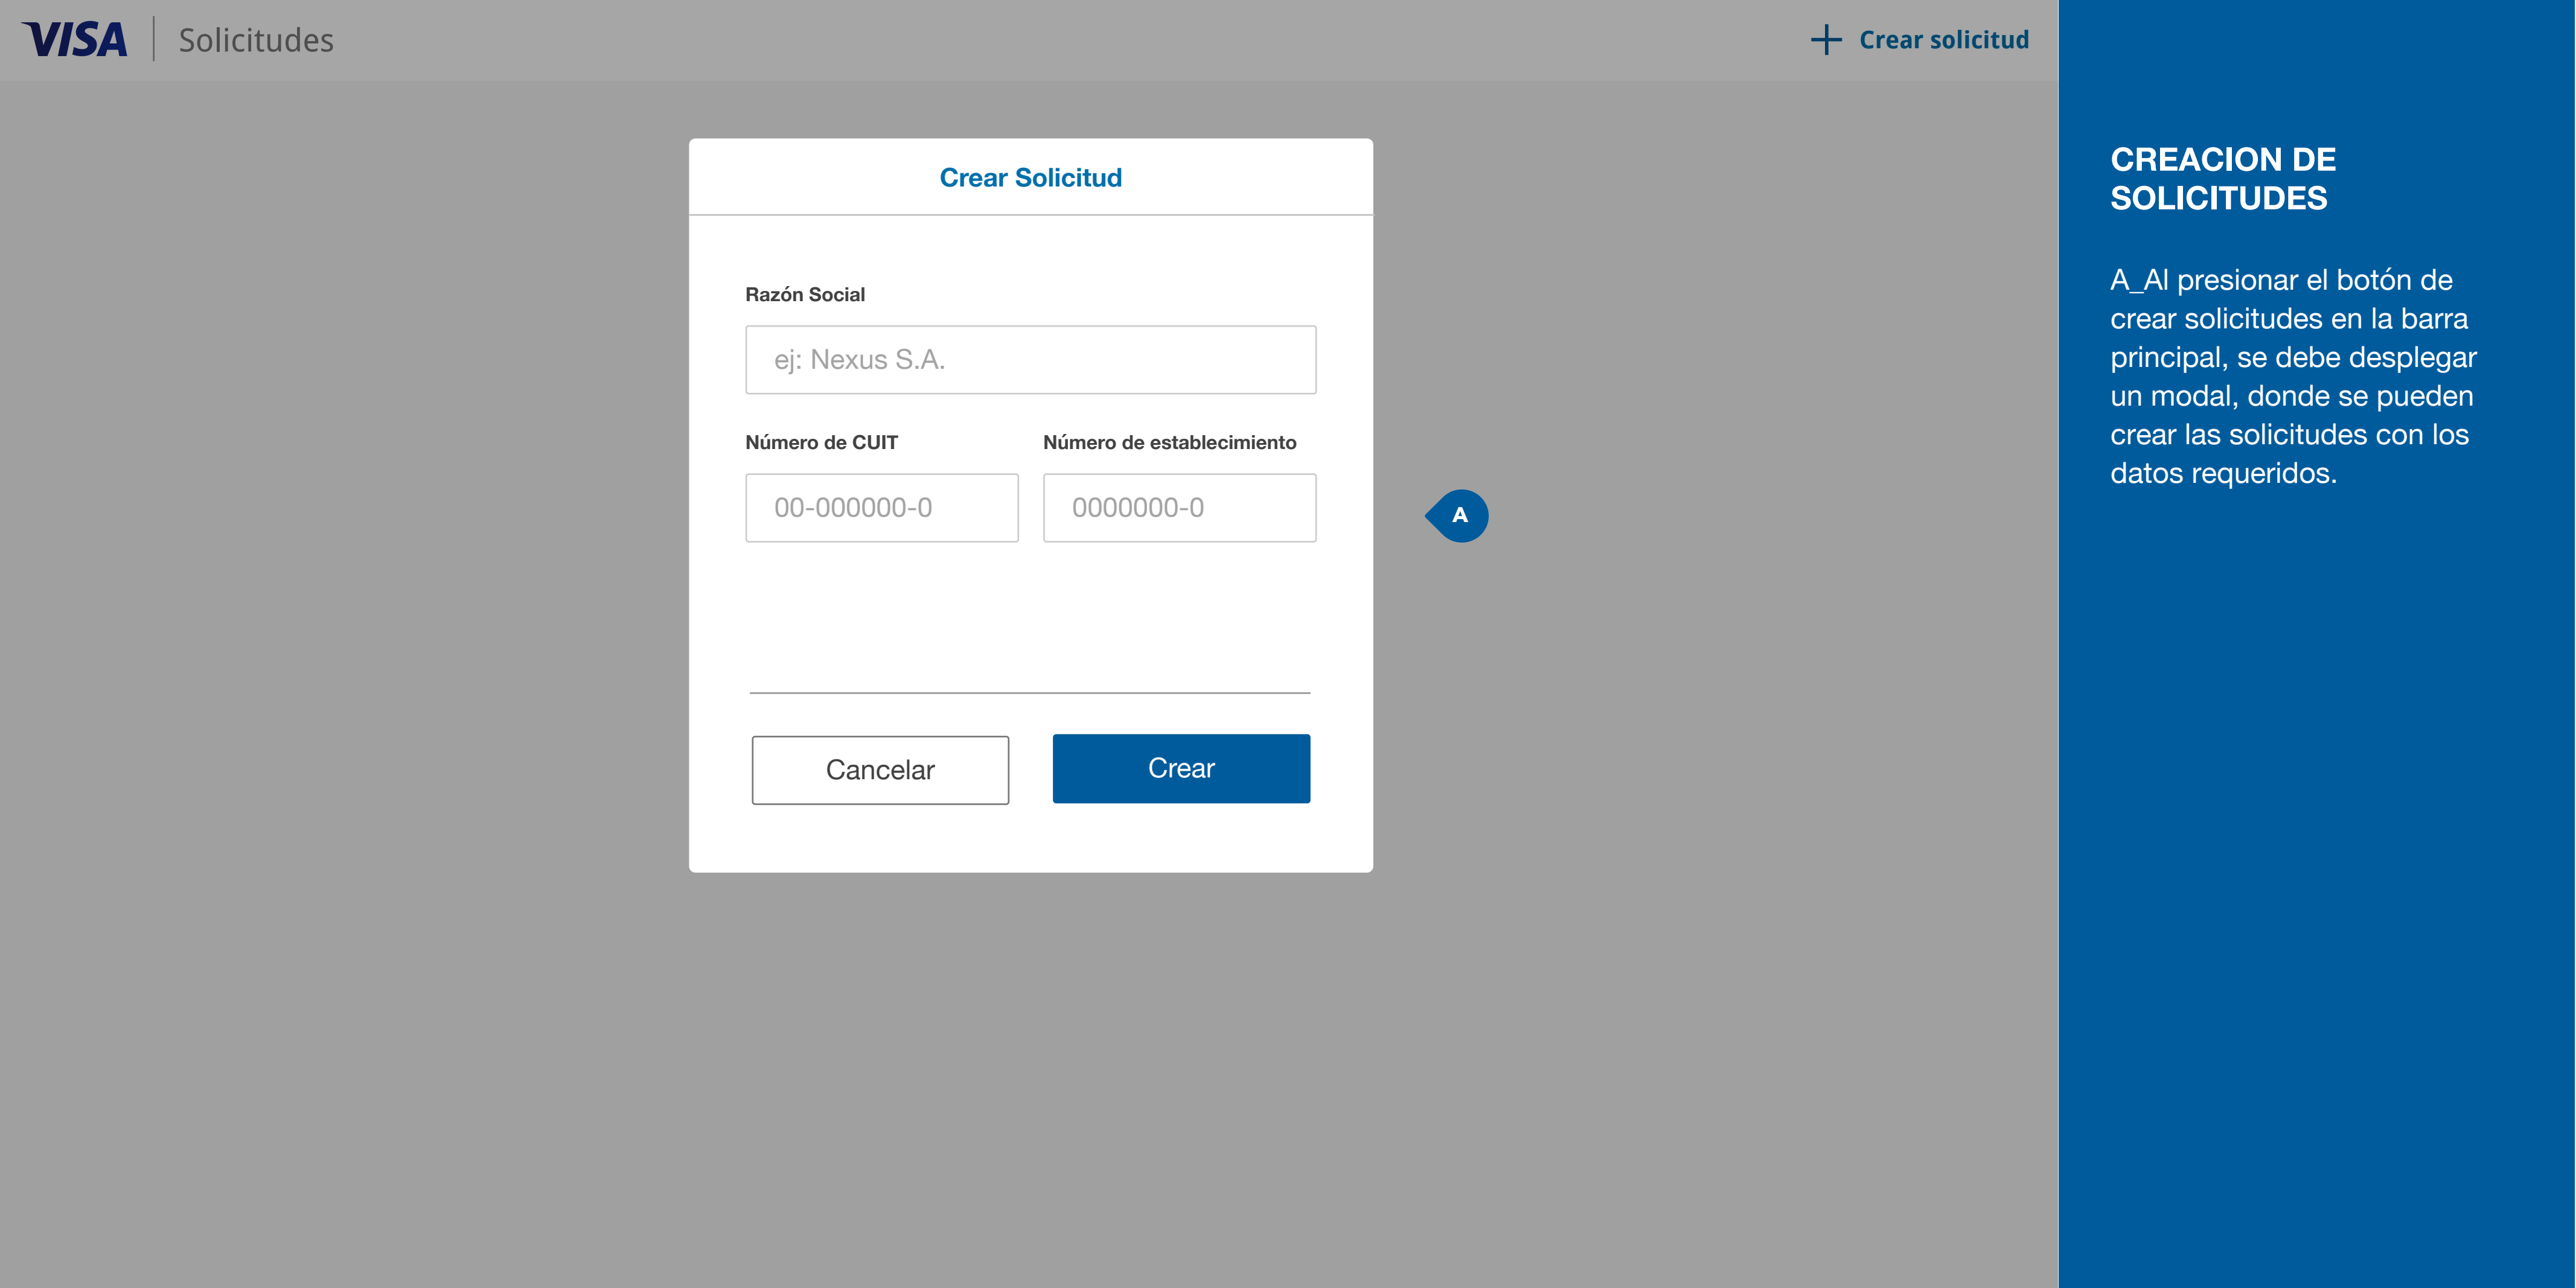 VISA
Solicitudes
Crear solicitud
Crear Solicitud
Razón Social
ej: Nexus S.A.
Número de CUIT
Número de establecimiento
00-000000-0
0000000-0
A
Cancelar
Crear
CREACION DE
SOLICITUDES
A_Al presionar el botón de
crear solicitudes en la barra
principal, se debe desplegar
un modal, donde se pueden
crear las solicitudes con los
datos requeridos.